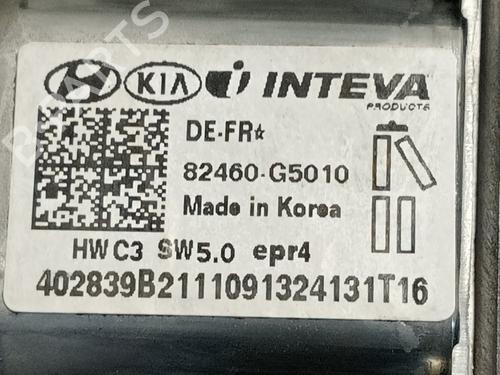 KIA INTEVA
PRODUCTS
DE-FR☆
82460-G5010
Made in Korea
HW C3 SW5.0 epr4
402839B2111091324131T16